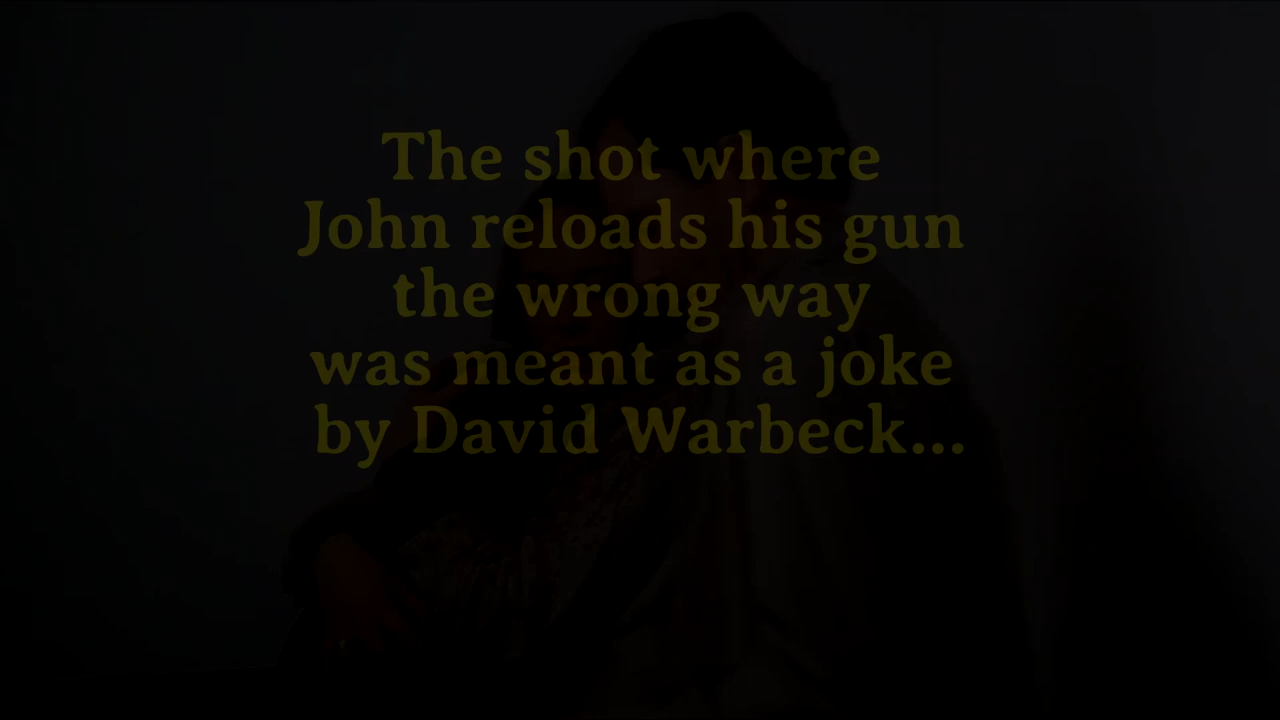 The shot where
John reloads his gun
the wrong way
was meant as a joke
by David Warbeck...